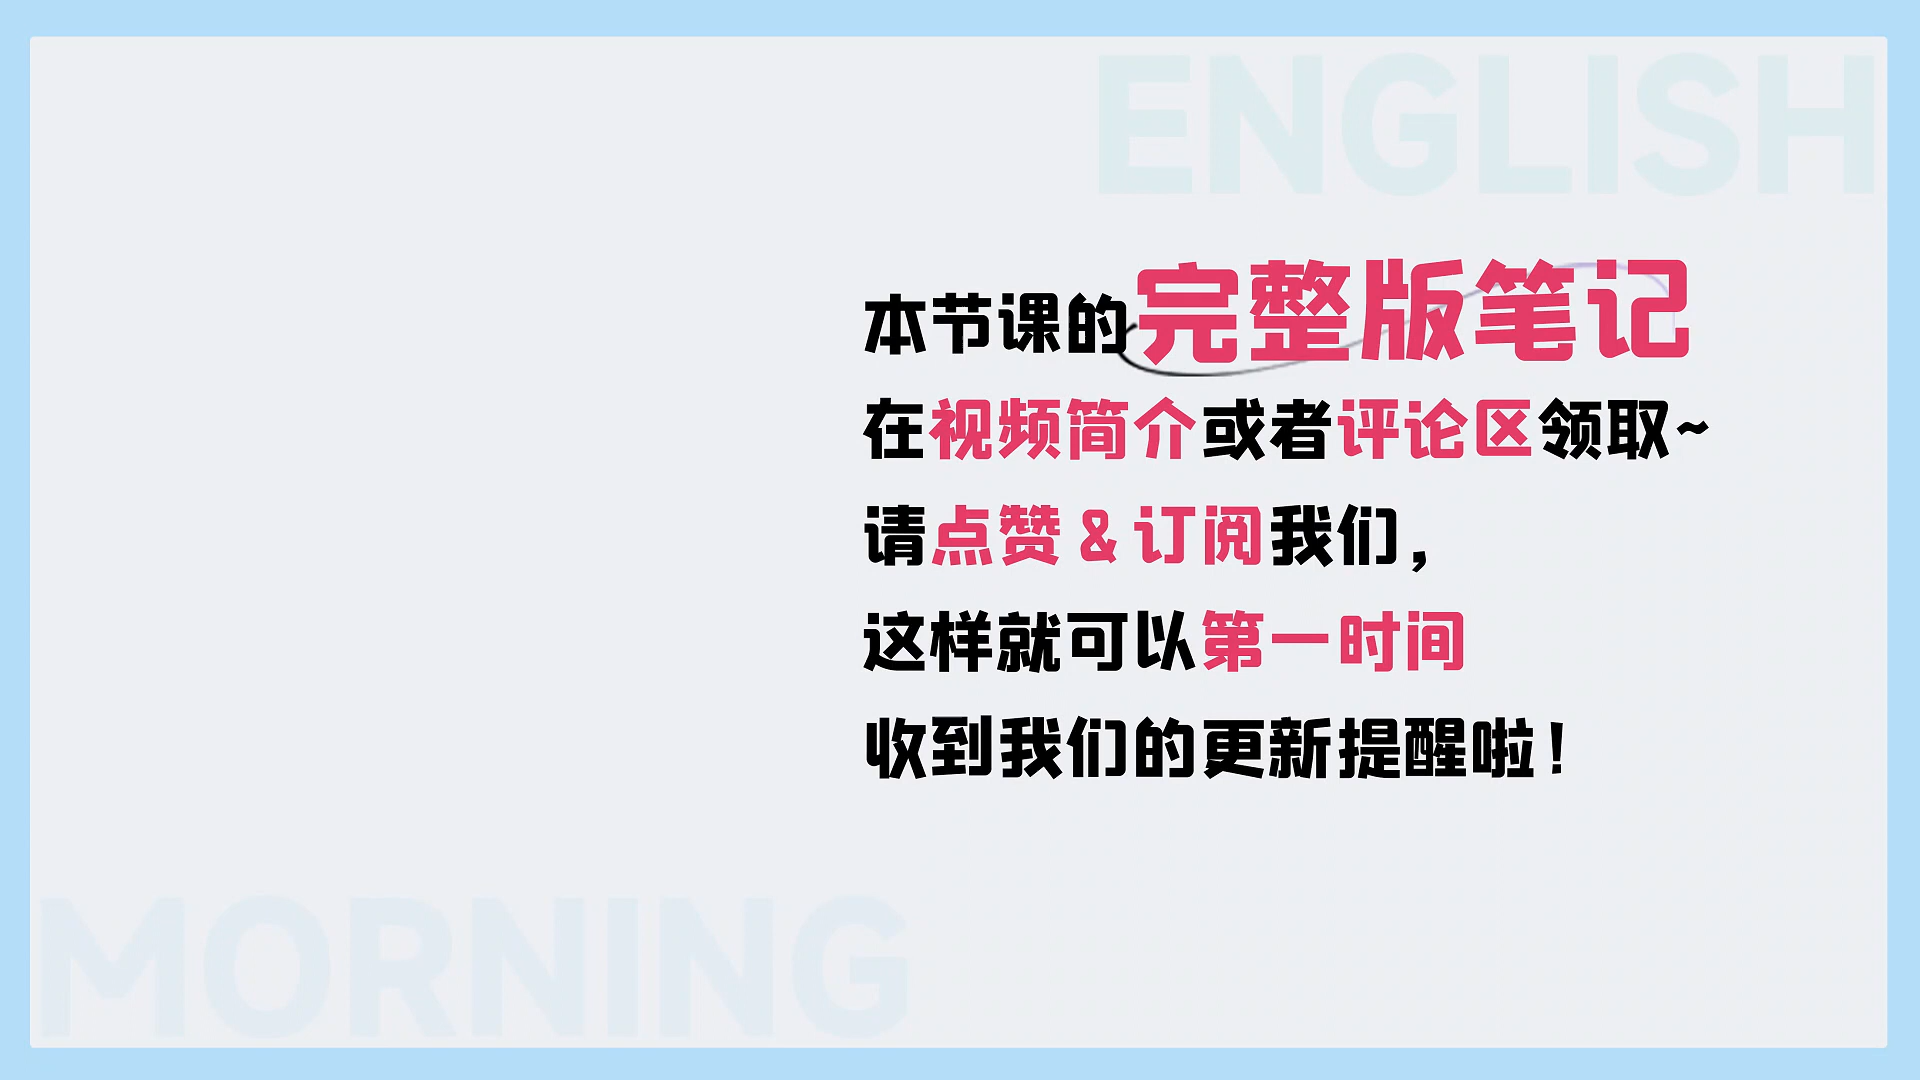 ENGLISH
本节课的完整版笔记
在视频简介或者评论区领取~
请点赞&订阅我们，
这样就可以第一时间
收到我们的更新提醒啦！
MORNING